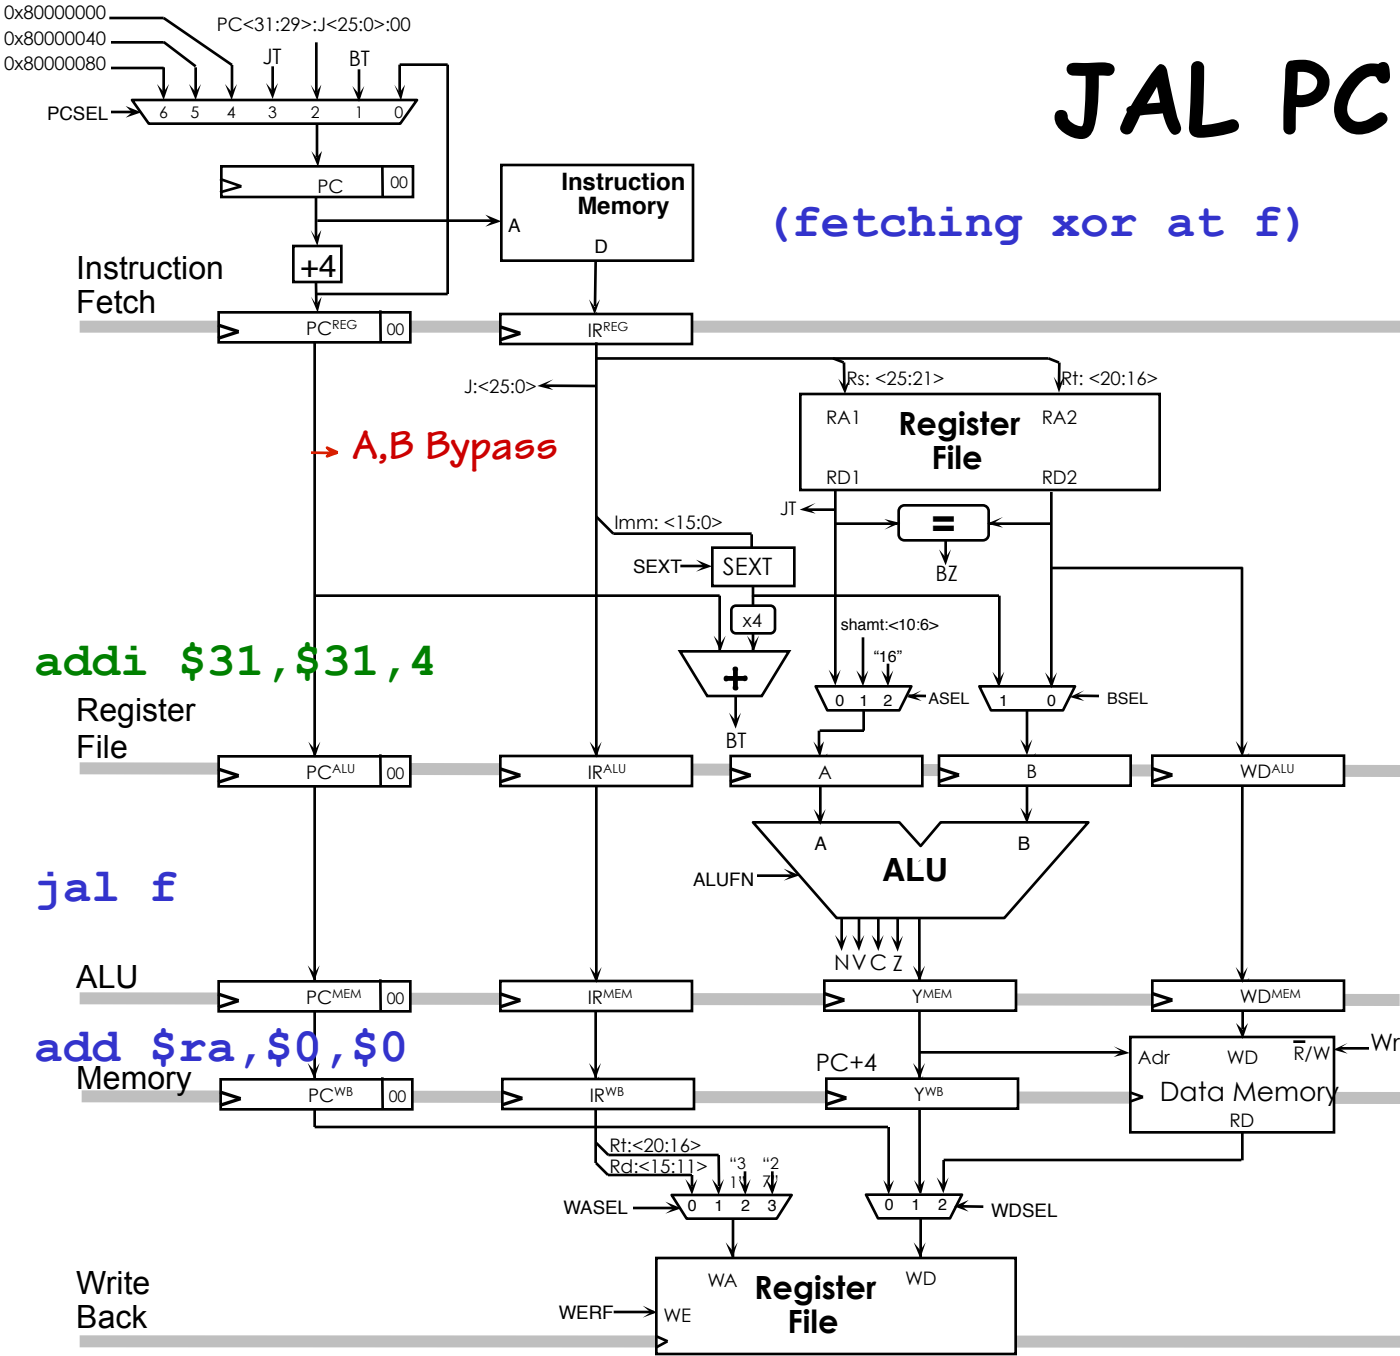 0x80000000
0x80000040
0x80000080
PC<31:29>:J<25:0>:00
JT
BT
PCSEL
6 5 4 3 2 1 0
JAL PC
PC 00
Instruction
Memory
A
D
(fetching xor at f)
+4
Instruction
Fetch
PCREG 00
IRREG
J:<25:0>
Rs: <25:21>
Rt: <20:16>
RA1
Register
File
RA2
RD1
RD2
A,B Bypass
JT
=
BZ
Imm: <15:0>
SEXT
SEXT
x4
shamt:<10:6>
"16"
addi $31,$31,4
+
0 1 2
ASEL
1 0
BSEL
BT
Register
File
PCALU 00
IRALU
A
B
WDALU
A
B
ALU
ALUFN
jal f
N V C Z
ALU
PCMEM 00
IRMEM
YMEM
WDMEM
add $ra,$0,$0
Memory
PC+4
Adr
WD
R/W
Wr
Data Memory
RD
PCWB 00
IRWB
YWB
Rt:<20:16>
Rd:<15:11>
"3
1"
"2
7"
WASEL
0 1 2 3
0 1 2
WDSEL
WA
Register
File
WD
WERF
WE
Write
Back